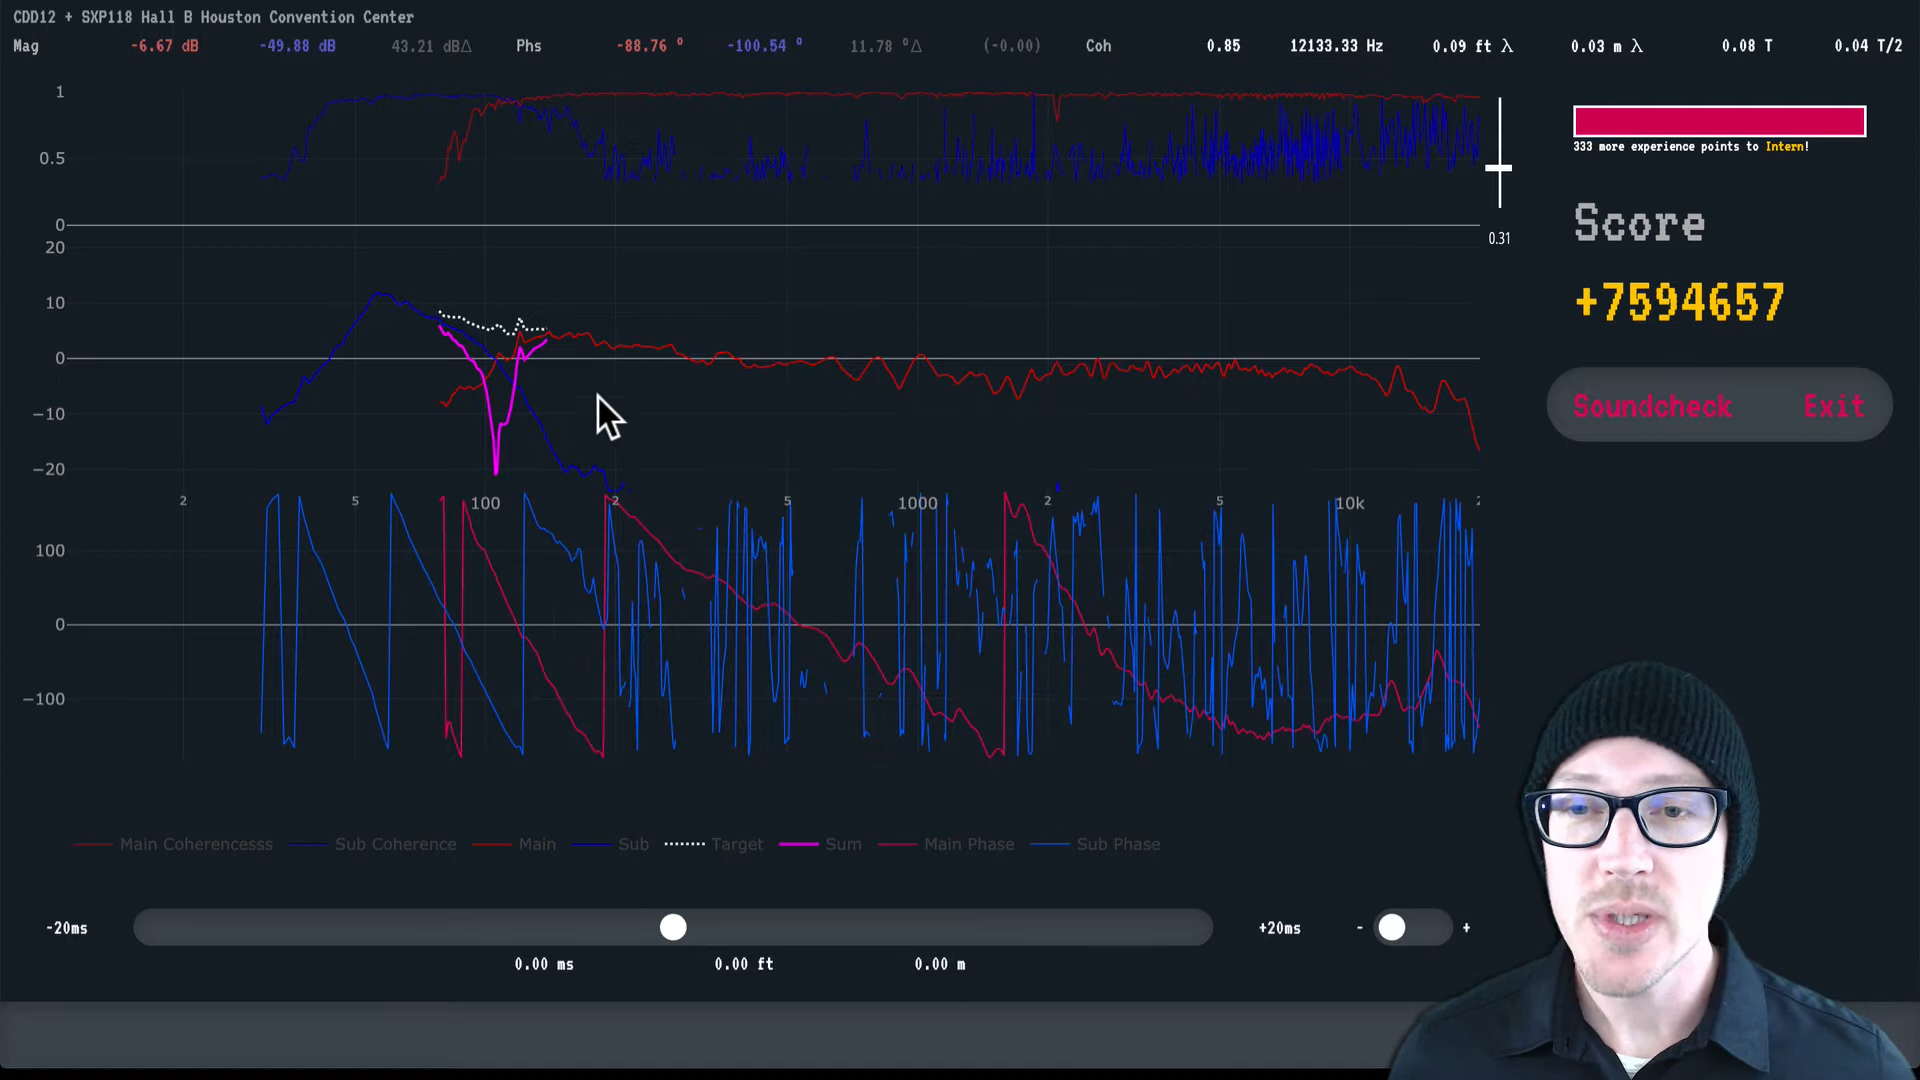 CDD12 + SXP118 Hall B Houston Convention Center
Mag -6.67 dB -49.88 dB 43.21 dBΔ Phs -88.76 º -100.54 º 11.78 ºΔ (-0.00) Coh 0.85 12133.33 Hz 0.09 ft λ 0.03 m λ 0.08 T 0.04 T/2
1
0.5
0
0.31
333 more experience points to Intern!
Score
+7594657
Soundcheck Exit
20
10
0
−10
−20
2 5 100 2 5 1000 2 5 10k 2
100
0
−100
Main Coherencesss Sub Coherence Main Sub Target Sum Main Phase Sub Phase
-20ms +20ms - +
0.00 ms 0.00 ft 0.00 m